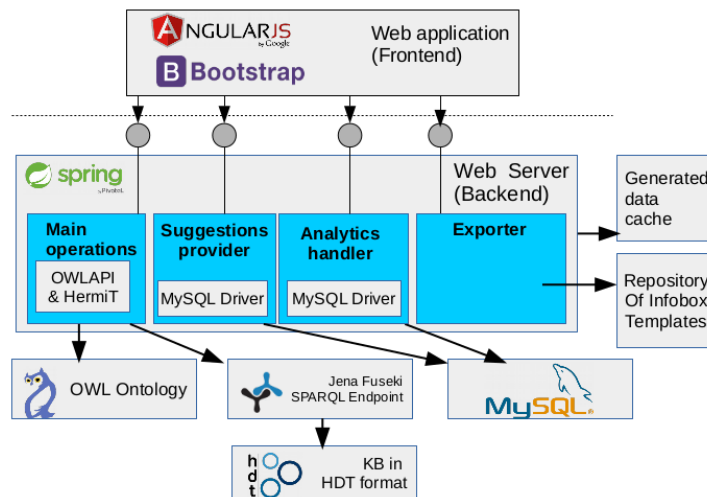 ANGULARJS
by Google
Bootstrap
Web application
(Frontend)
spring
Web Server
(Backend)
Main
operations
OWLAPI
& HermiT
Suggestions
provider
MySQL Driver
Analytics
handler
MySQL Driver
Exporter
Generated
data
cache
Repository
Of Infobox
Templates
OWL Ontology
Jena Fuseki
SPARQL Endpoint
MySQL
hdt
KB in
HDT format